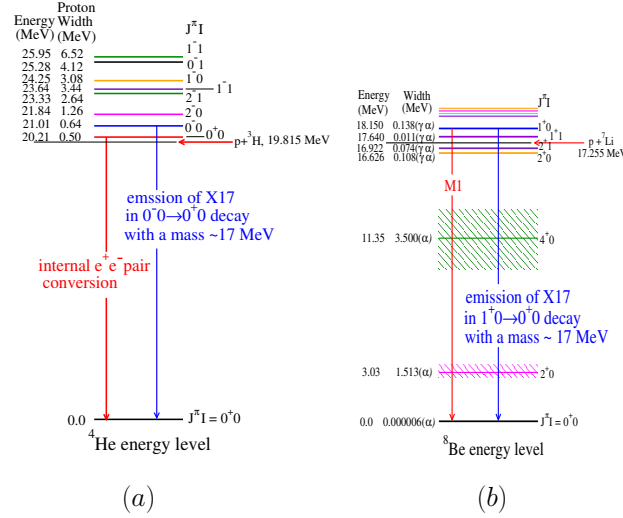 Energy (MeV) Proton Width (MeV) JπI
25.95 6.52 1⁻1
25.28 4.12 0⁻1
24.25 3.08 1⁻0
23.64 3.44 1⁻1
23.33 2.64 2⁻1
21.84 1.26 2⁻0
21.01 0.64 0⁻0
20.21 0.50 0⁺0
p+³H, 19.815 MeV
emssion of X17
in 0⁻0→0⁺0 decay
with a mass ~17 MeV
internal e⁺e⁻pair
conversion
0.0 JπI = 0⁺0
⁴He energy level
(a)
Energy (MeV) Width(MeV) JπI
18.150 0.138(γα) 1⁺0
17.640 0.011(γα) 1⁺1
p+⁷Li
17.255 MeV
16.922 0.074(γα) 2⁺1
16.626 0.108(γα) 2⁺0
M1
11.35 3.500(α) 4⁺0
emission of X17
in 1⁺0→0⁺0 decay
with a mass ~ 17 MeV
3.03 1.513(α) 2⁺0
0.0 0.000006(α) JπI = 0⁺0
⁸Be energy level
(b)